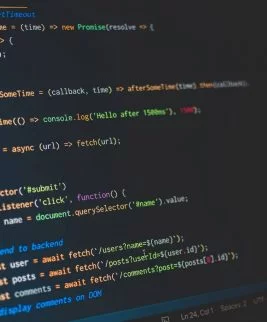 etTimeout
me = (time) => new Promise(resolve => {
> {
);
SomeTime = (callback, time) => afterSomeTime(time).then(callback);
ime(() => console.log('Hello after 1500ms'), 1500);
= async (url) => fetch(url);
ector('#submit')
Listener('click', function() {
name = document.querySelector('#name').value;
end to backend
st user = await fetch(`/users?name=${name}`);
st posts = await fetch(`/posts?userId=${user.id}`);
st comments = await fetch(`/comments?post=${posts[0].id}`);
display comments on DOM
Ln 24, Col 1 Spaces: 2